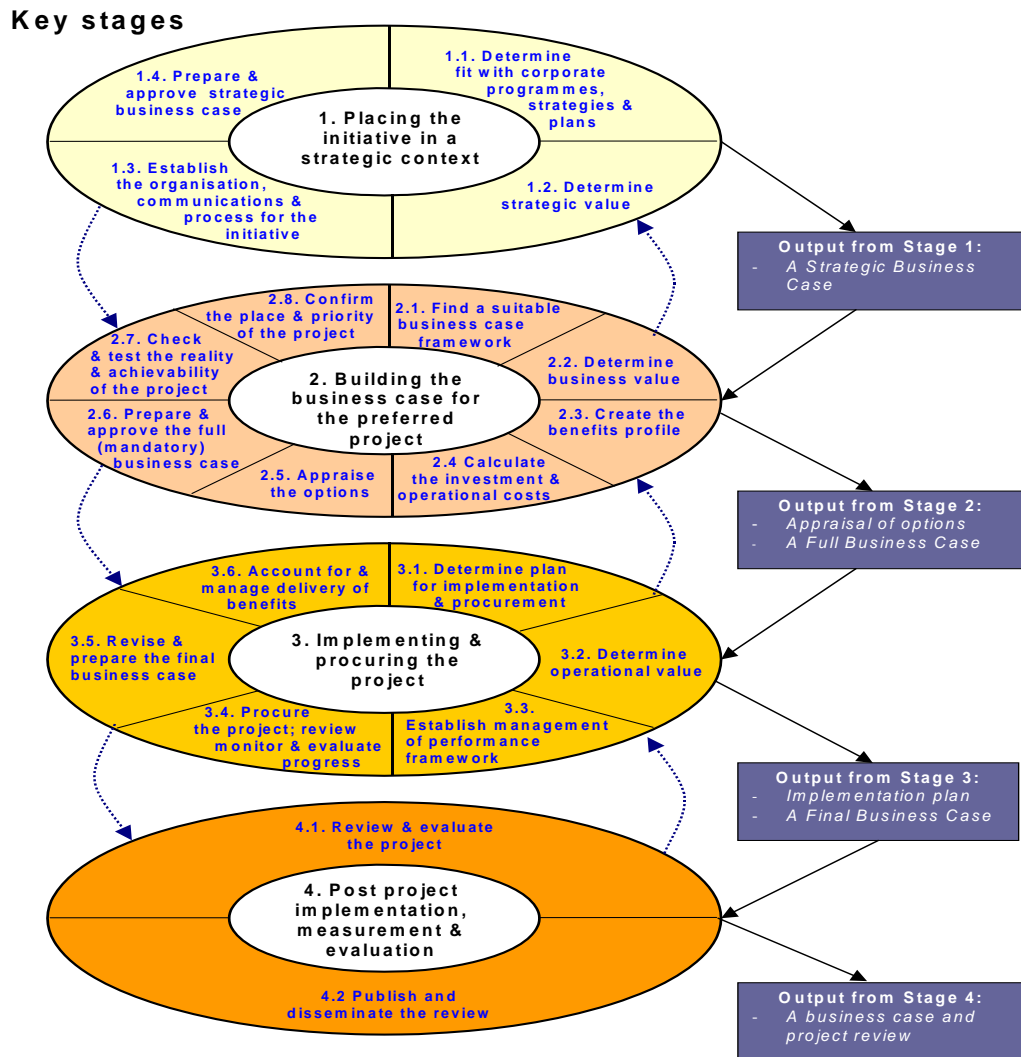 Key stages
1.4. Prepare &
approve strategic
business case
1.1. Determine
fit with corporate
programmes,
strategies &
plans
1. Placing the
initiative in a
strategic context
1.3. Establish
the organisation,
communications &
process for the
initiative
1.2. Determine
strategic value
Output from Stage 1:
- A Strategic Business
Case
2.8. Confirm
the place & priority
of the project
2.1. Find a suitable
business case
framework
2.7. Check
& test the reality
& achievability
of the project
2.2. Determine
business value
2. Building the
business case for
the preferred
project
2.6. Prepare &
approve the full
(mandatory)
business case
2.3. Create the
benefits profile
2.5. Appraise
the options
2.4 Calculate
the investment &
operational costs
Output from Stage 2:
- Appraisal of options
- A Full Business Case
3.6. Account for &
manage delivery of
benefits
3.1. Determine plan
for implementation
& procurement
3.5. Revise &
prepare the final
business case
3. Implementing &
procuring the
project
3.2. Determine
operational value
3.4. Procure
the project; review
monitor & evaluate
progress
3.3.
Establish management
of performance
framework
Output from Stage 3:
- Implementation plan
- A Final Business Case
4.1. Review & evaluate
the project
4. Post project
implementation,
measurement &
evaluation
4.2 Publish and
disseminate the review
Output from Stage 4:
- A business case and
project review